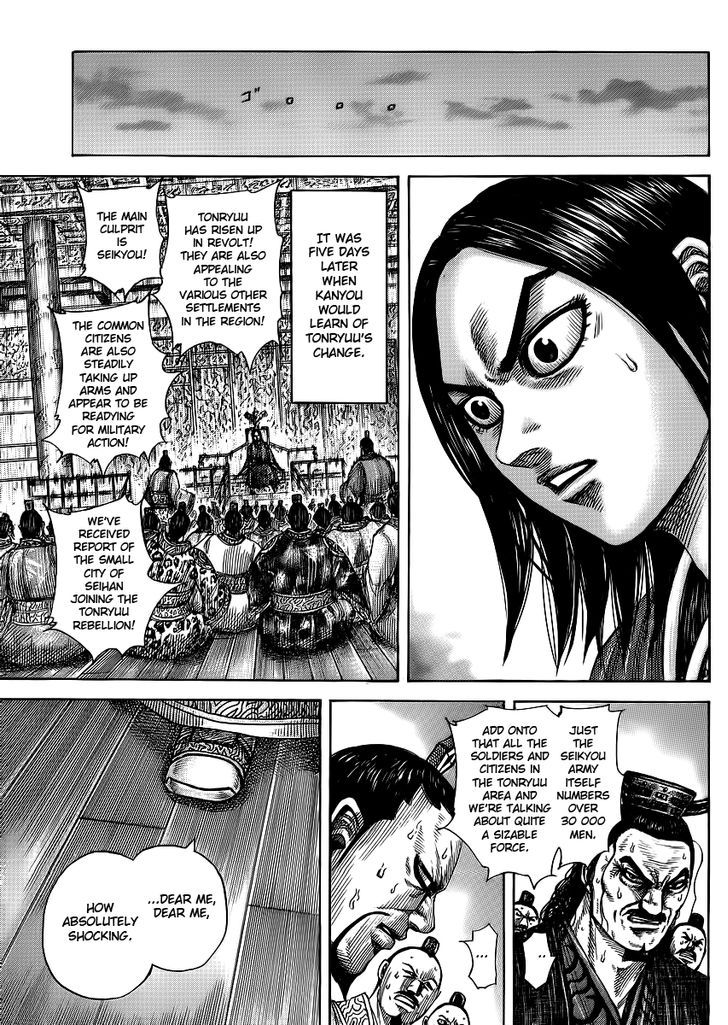 ゴ゛ロロロ
IT WAS
FIVE DAYS
LATER
WHEN
KANYOU
WOULD
LEARN OF
TONRYUU'S
CHANGE.
TONRYUU
HAS RISEN UP
IN REVOLT!
THEY ARE ALSO
APPEALING
TO THE
VARIOUS OTHER
SETTLEMENTS
IN THE REGION!
THE MAIN
CULPRIT
IS
SEIKYOU!
THE COMMON
CITIZENS
ARE ALSO
STEADILY
TAKING UP
ARMS AND
APPEAR TO BE
READYING
FOR MILITARY
ACTION!
WE'VE
RECEIVED
REPORT OF
THE SMALL
CITY OF
SEIHAN
JOINING THE
TONRYUU
REBELLION!
JUST
THE
SEIKYOU
ARMY
ITSELF
NUMBERS
OVER
30 000
MEN.
ADD ONTO
THAT ALL THE
SOLDIERS AND
CITIZENS IN
THE TONRYUU
AREA AND
WE'RE TALKING
ABOUT QUITE
A SIZABLE
FORCE.
...
...
...DEAR ME,
DEAR ME,
HOW
ABSOLUTELY
SHOCKING.